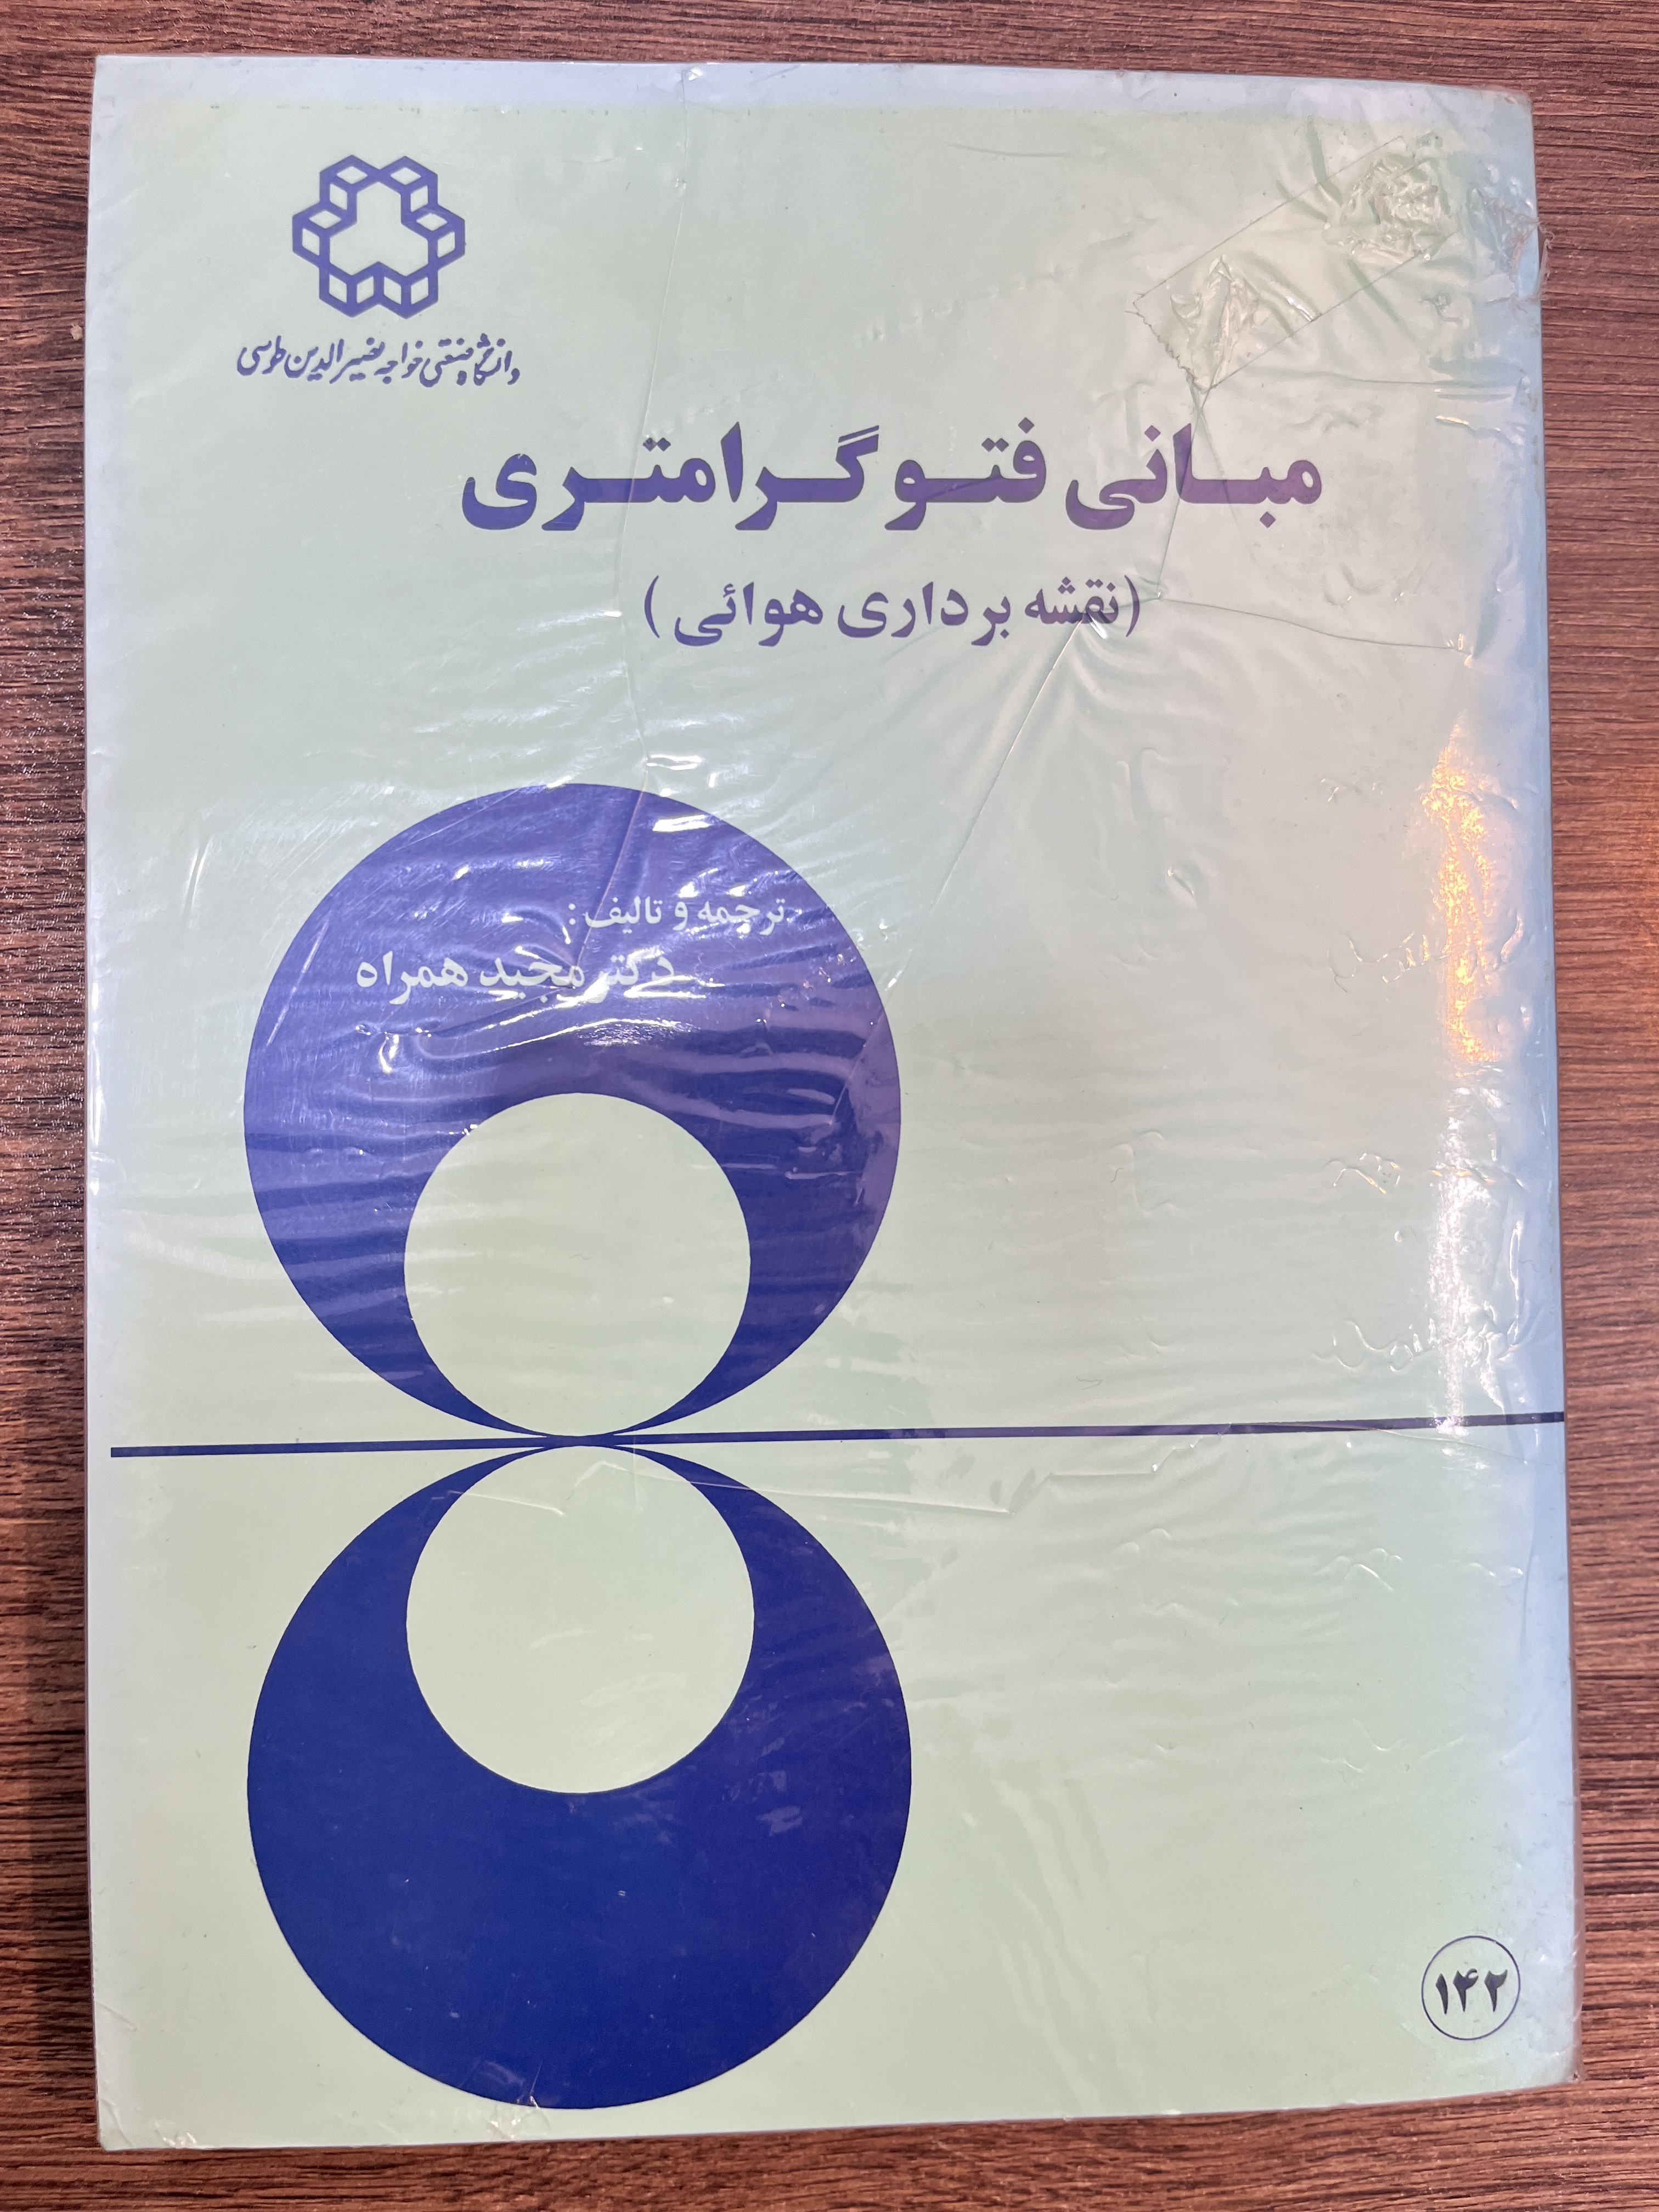 دانشگاه صنعتی خواجه نصیرالدین طوسی
مبانی فتوگرامتری
(نقشه برداری هوائی)
ترجمه و تالیف:
دکتر مجید همراه
۱۴۲